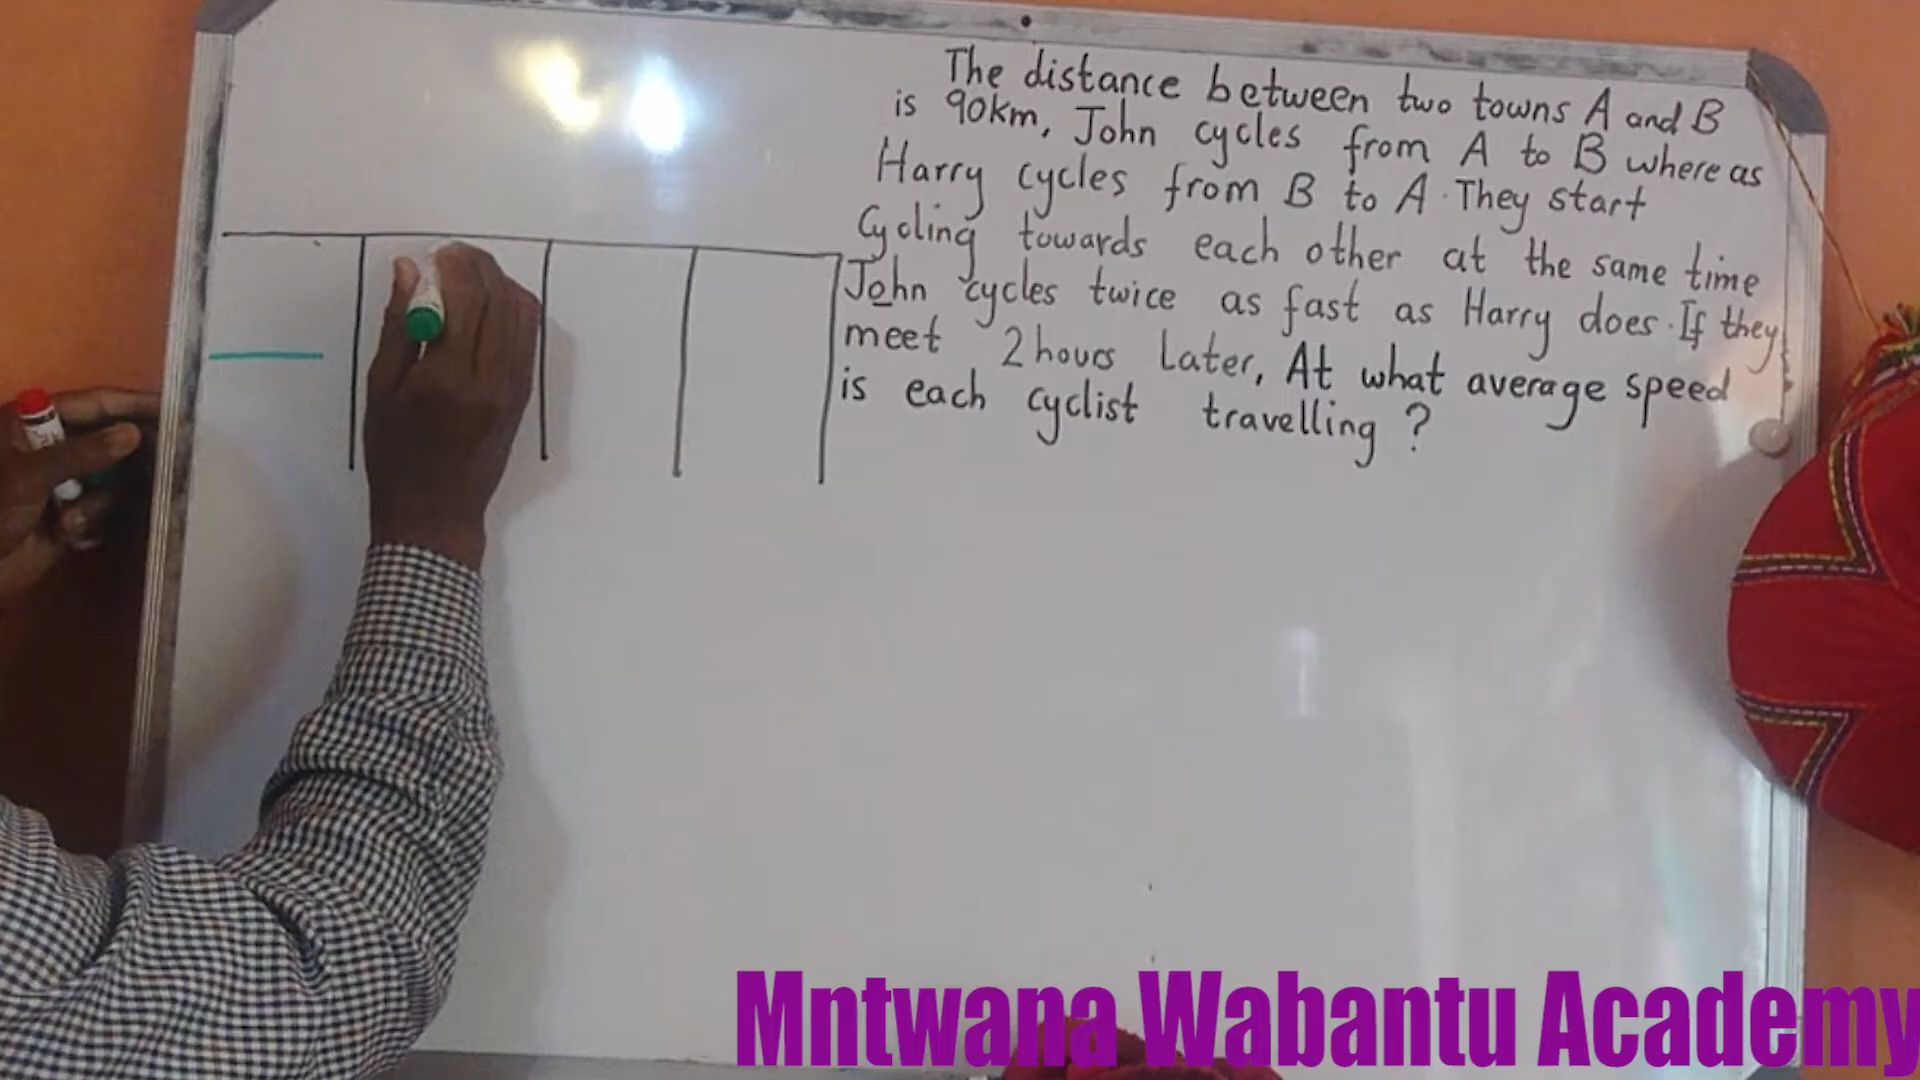 The distance between two towns A and B
is 90km, John cycles from A to B where as
Harry cycles from B to A. They start
Cycling towards each other at the same time
John cycles twice as fast as Harry does. If they
meet 2 hours Later, At what average speed
is each cyclist travelling ?
Mntwana Wabantu Academy